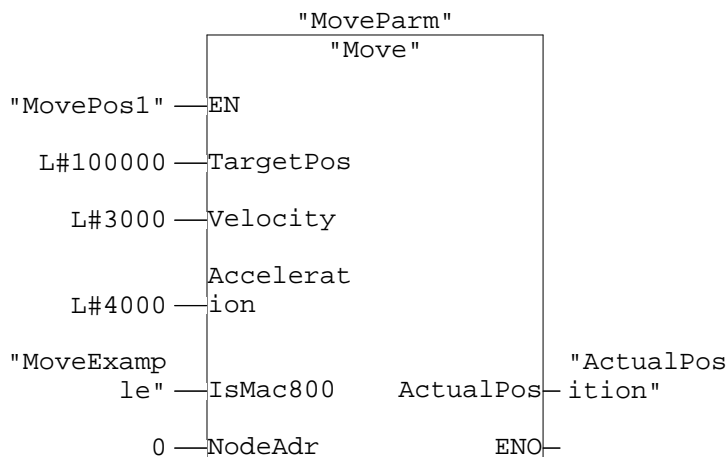 "MoveParm"
"Move"
"MovePos1" EN
L#100000 TargetPos
L#3000 Velocity
Accelerat
L#4000 ion
"MoveExamp "ActualPos
le" IsMac800 ActualPos ition"
0 NodeAdr ENO